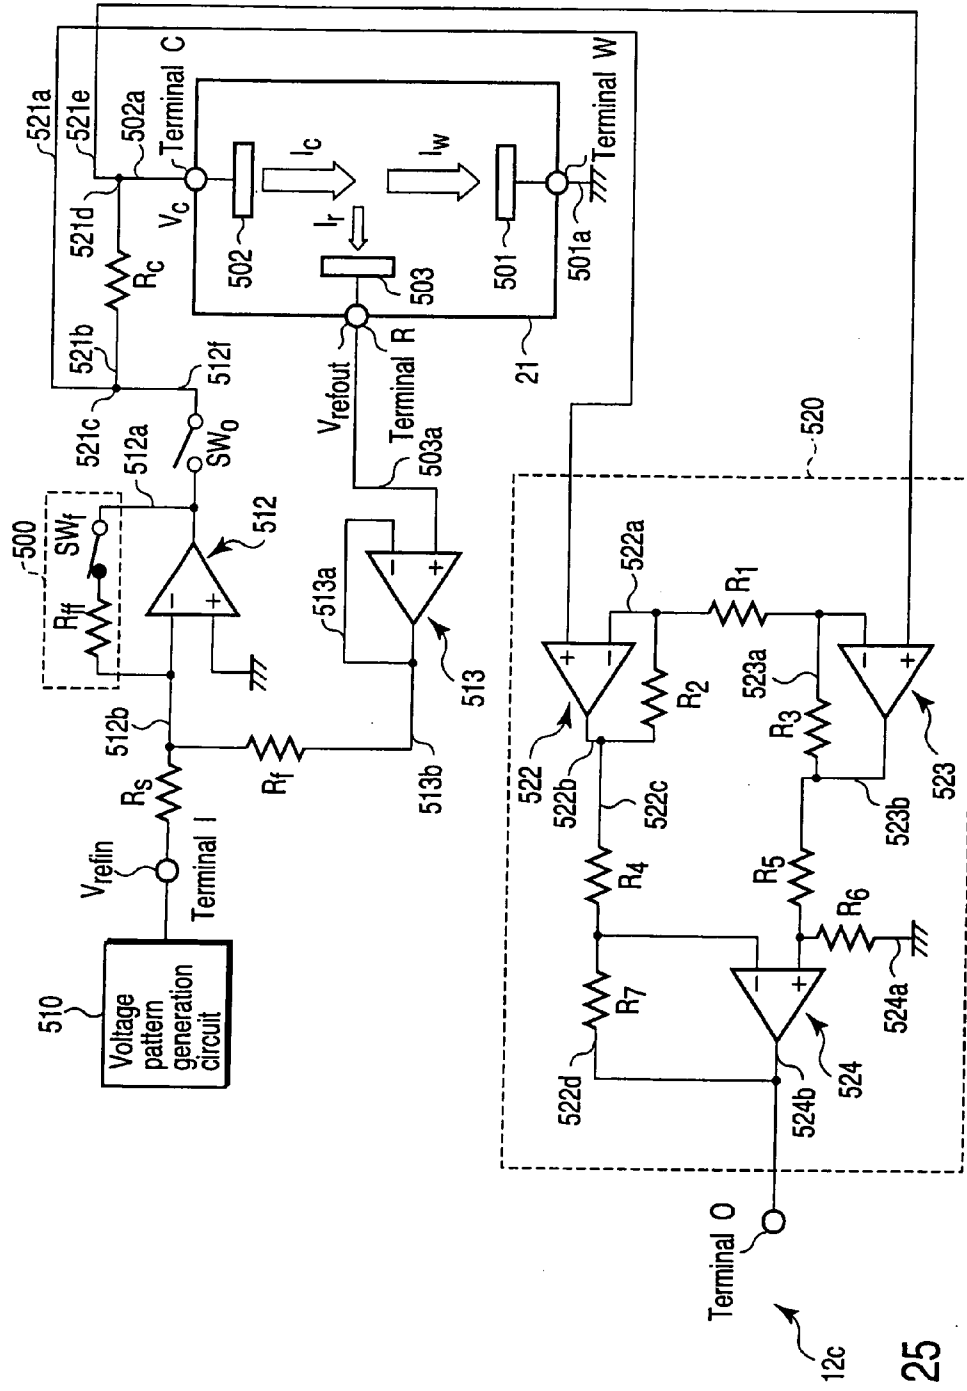 521a
521e
502a
Terminal C
521d
VC
RC
521b
521c
512f
512a
SW0
500
SWf
Rff
512
512b
Rs
Vrefin
Terminal I
510
Voltage
pattern
generation
circuit
Rf
513a
513
513b
Vrefout
Terminal R
503a
IC
502
Ir
503
IW
501
501a
Terminal W
21
520
522a
R1
R2
522
522b
522c
523a
R3
523
523b
R4
R5
R6
R7
522d
524a
524
524b
Terminal O
12c
25
+
−
+
−
+
−
+
−
+
−